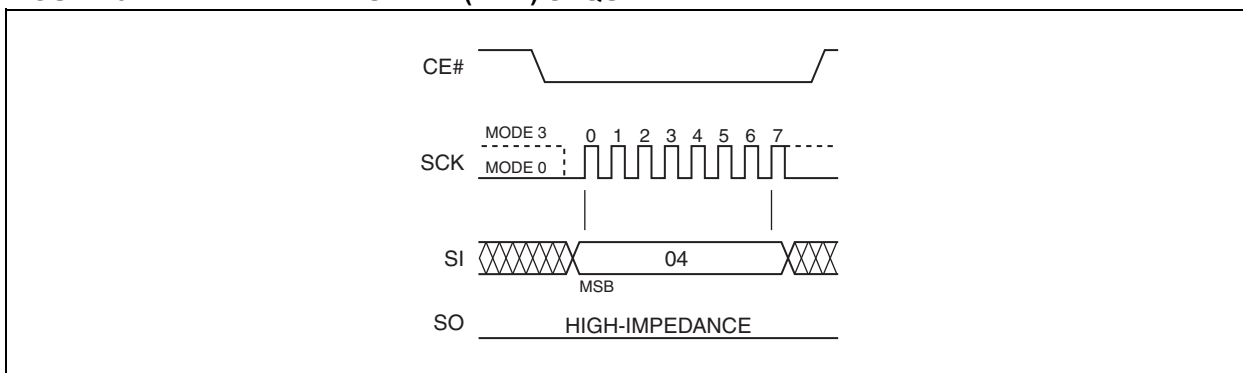 CE#
MODE 3
0 1 2 3 4 5 6 7
SCK
MODE 0
SI
04
MSB
SO
HIGH-IMPEDANCE